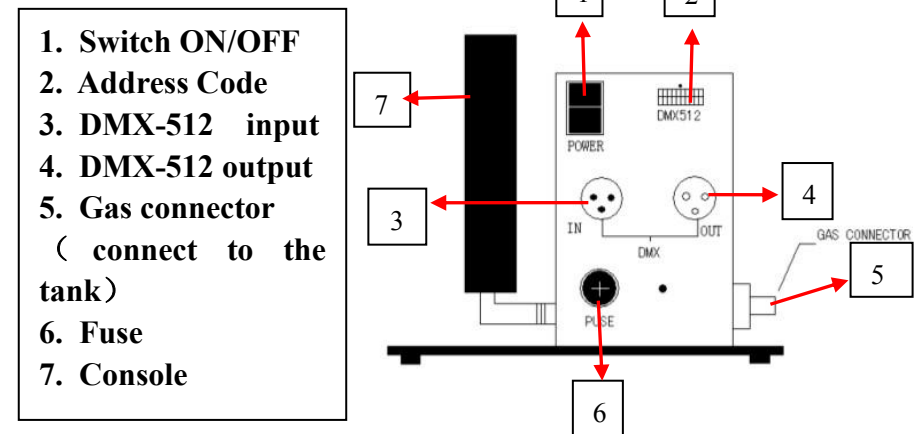 1. Switch ON/OFF
2. Address Code
3. DMX-512 input
4. DMX-512 output
5. Gas connector
（ connect to the
tank）
6. Fuse
7. Console
1
2
7
DMX512
POWER
3
4
IN
OUT
DMX
GAS CONNECTOR
5
FUSE
6